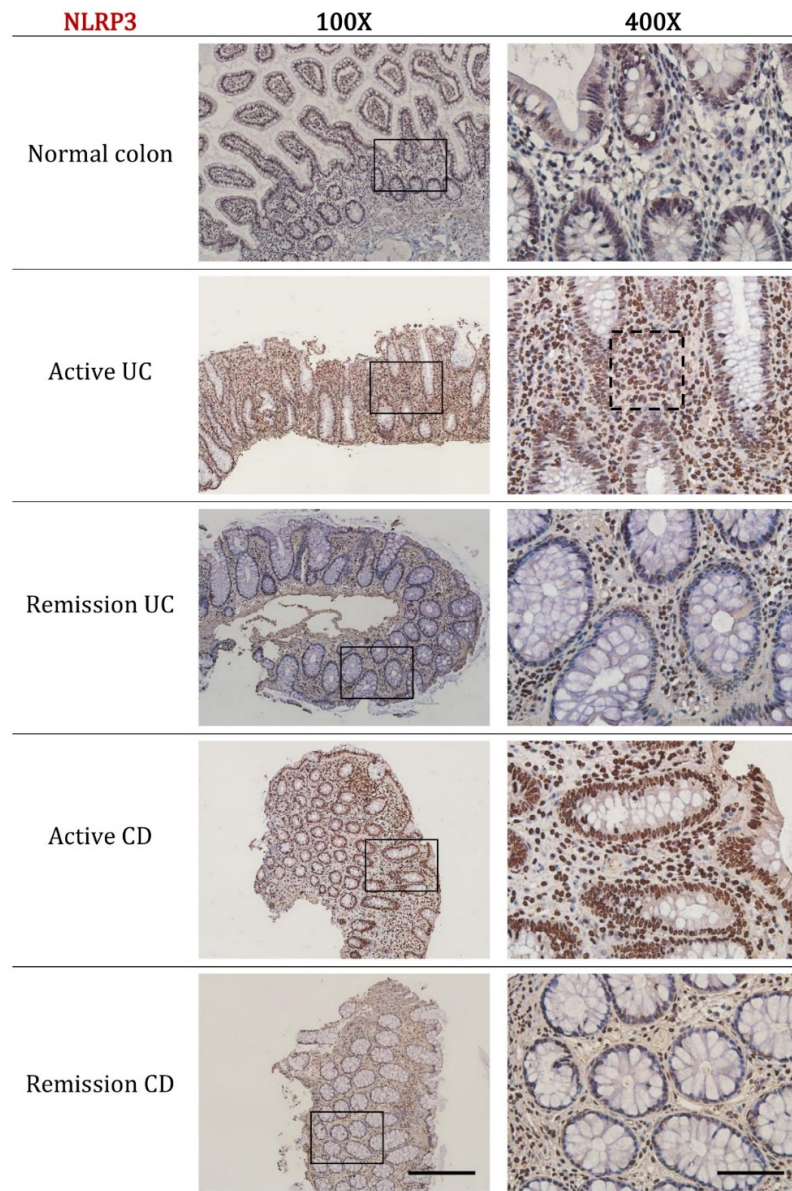 NLRP3 100X 400X
Normal colon
Active UC
Remission UC
Active CD
Remission CD